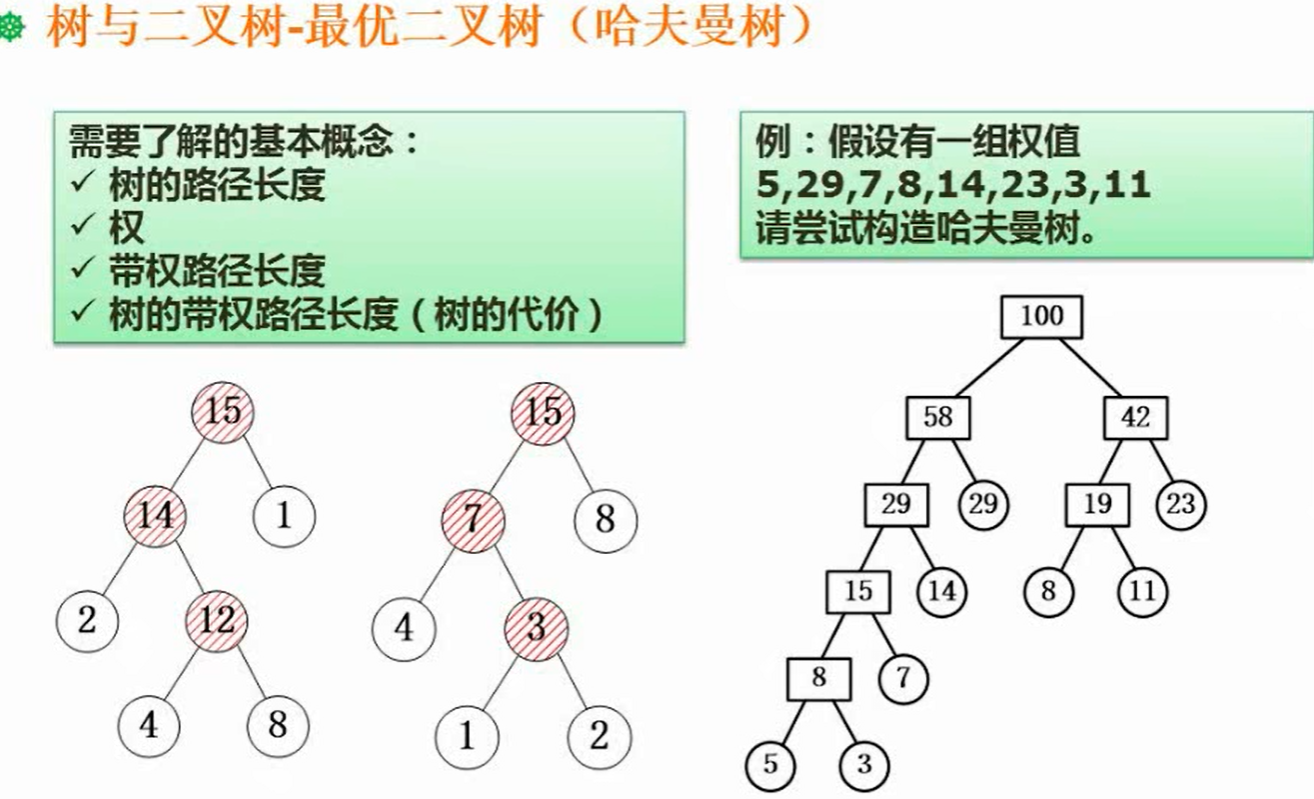 树与二叉树-最优二叉树（哈夫曼树）
需要了解的基本概念：
✓ 树的路径长度
✓ 权
✓ 带权路径长度
✓ 树的带权路径长度（树的代价）
例：假设有一组权值
5,29,7,8,14,23,3,11
请尝试构造哈夫曼树。
15
14 1
2 12
4 8
15
7 8
4 3
1 2
100
58 42
29 29 19 23
15 14 8 11
8 7
5 3